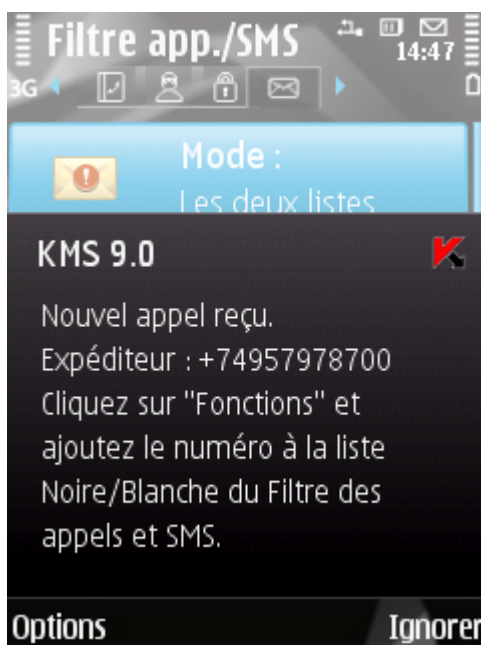 Filtre app./SMS
14:47
3G
Mode :
Les deux listes
KMS 9.0
Nouvel appel reçu.
Expéditeur : +74957978700
Cliquez sur "Fonctions" et
ajoutez le numéro à la liste
Noire/Blanche du Filtre des
appels et SMS.
Options
Ignorer